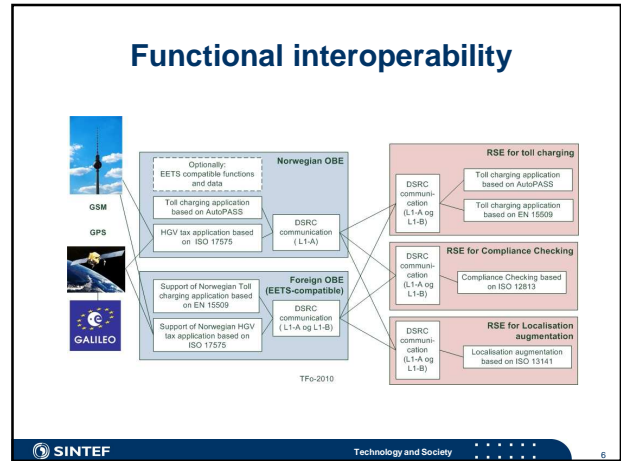 Functional interoperability
GSM
GPS
GALILEO
Norwegian OBE
Optionally:
EETS compatible functions
and data
Toll charging application
based on AutoPASS
HGV tax application based
on ISO 17575
DSRC
communication
( L1-A)
Foreign OBE
(EETS-compatible)
Support of Norwegian Toll
charging application based
on EN 15509
Support of Norwegian HGV
tax application based on
ISO 17575
DSRC
communication
( L1-A og L1-B)
TFo-2010
RSE for toll charging
DSRC
communi-
cation
(L1-A og
L1-B)
Toll charging application
based on AutoPASS
Toll charging application
based on EN 15509
RSE for Compliance Checking
DSRC
communi-
cation
(L1-A og
L1-B)
Compliance Checking based
on ISO 12813
RSE for Localisation
augmentation
DSRC
communi-
cation
(L1-A og
L1-B)
Localisation augmentation
based on ISO 13141
SINTEF
Technology and Society
6